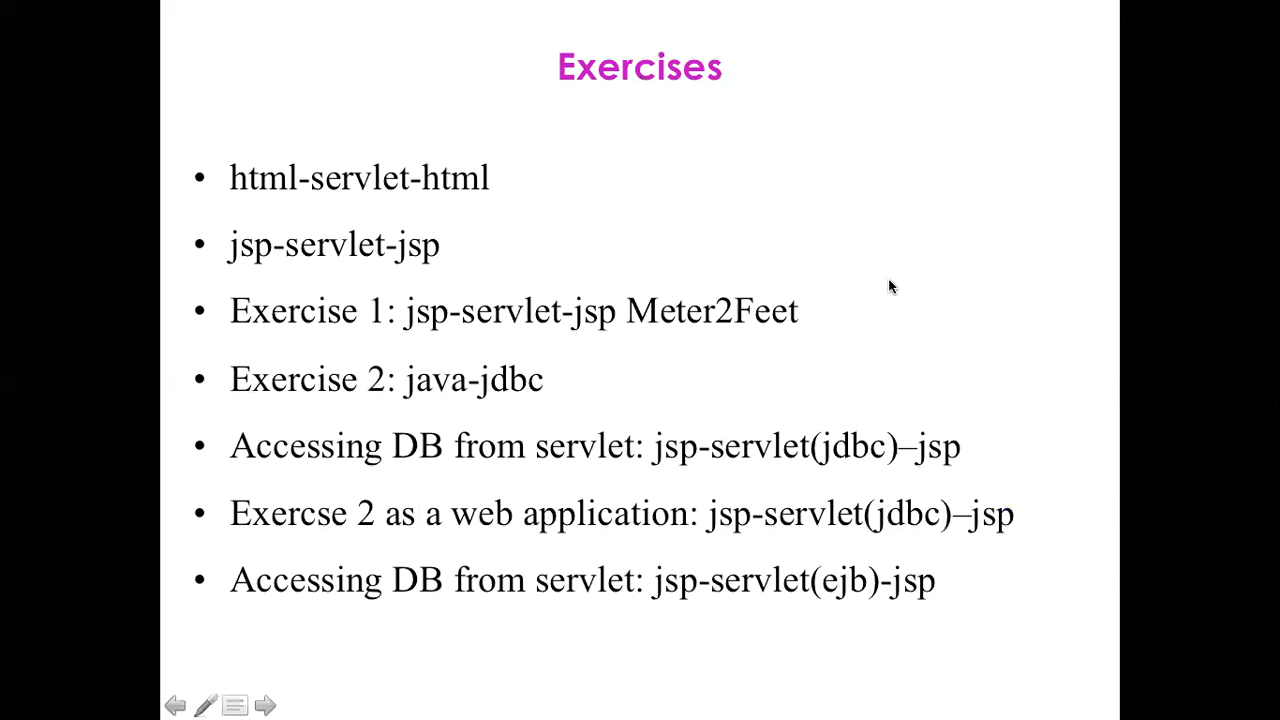 Exercises
• html-servlet-html
• jsp-servlet-jsp
• Exercise 1: jsp-servlet-jsp Meter2Feet
• Exercise 2: java-jdbc
• Accessing DB from servlet: jsp-servlet(jdbc)–jsp
• Exercse 2 as a web application: jsp-servlet(jdbc)–jsp
• Accessing DB from servlet: jsp-servlet(ejb)-jsp